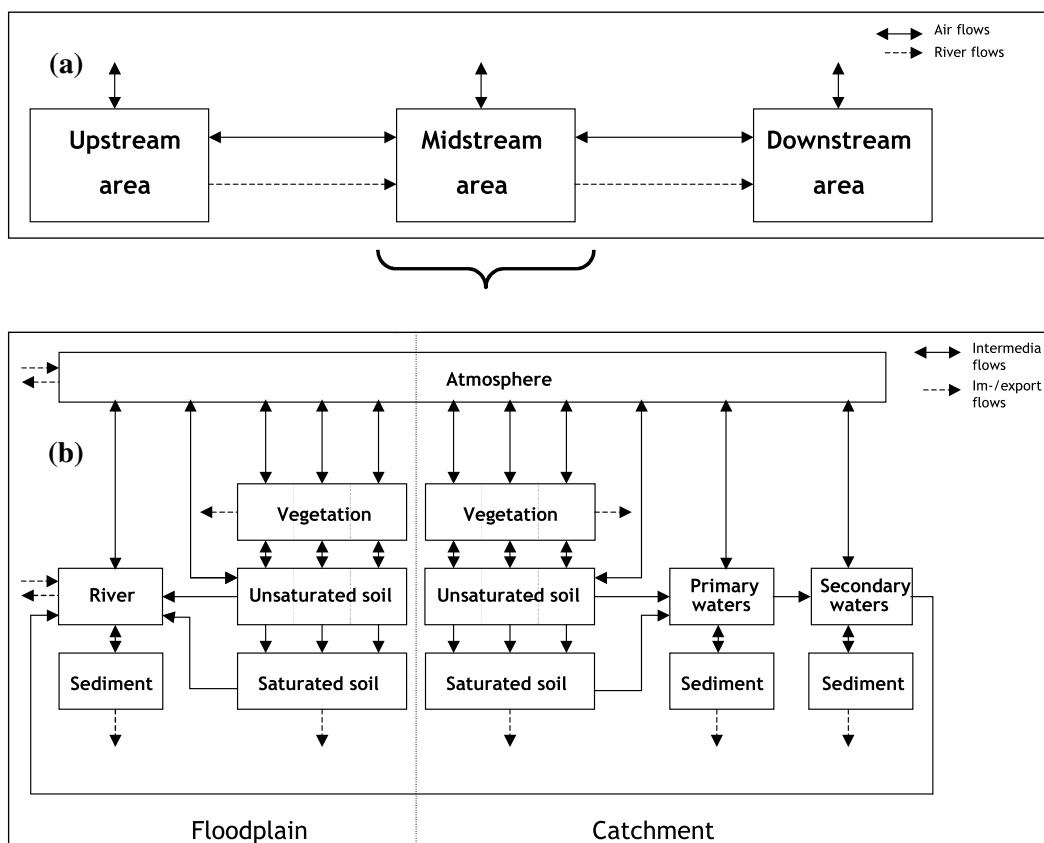 (a)
Air flows
River flows
Upstream
area
Midstream
area
Downstream
area
(b)
Intermedia
flows
Im-/export
flows
Atmosphere
Vegetation
Vegetation
River
Unsaturated soil
Unsaturated soil
Primary
waters
Secondary
waters
Sediment
Saturated soil
Saturated soil
Sediment
Sediment
Floodplain
Catchment